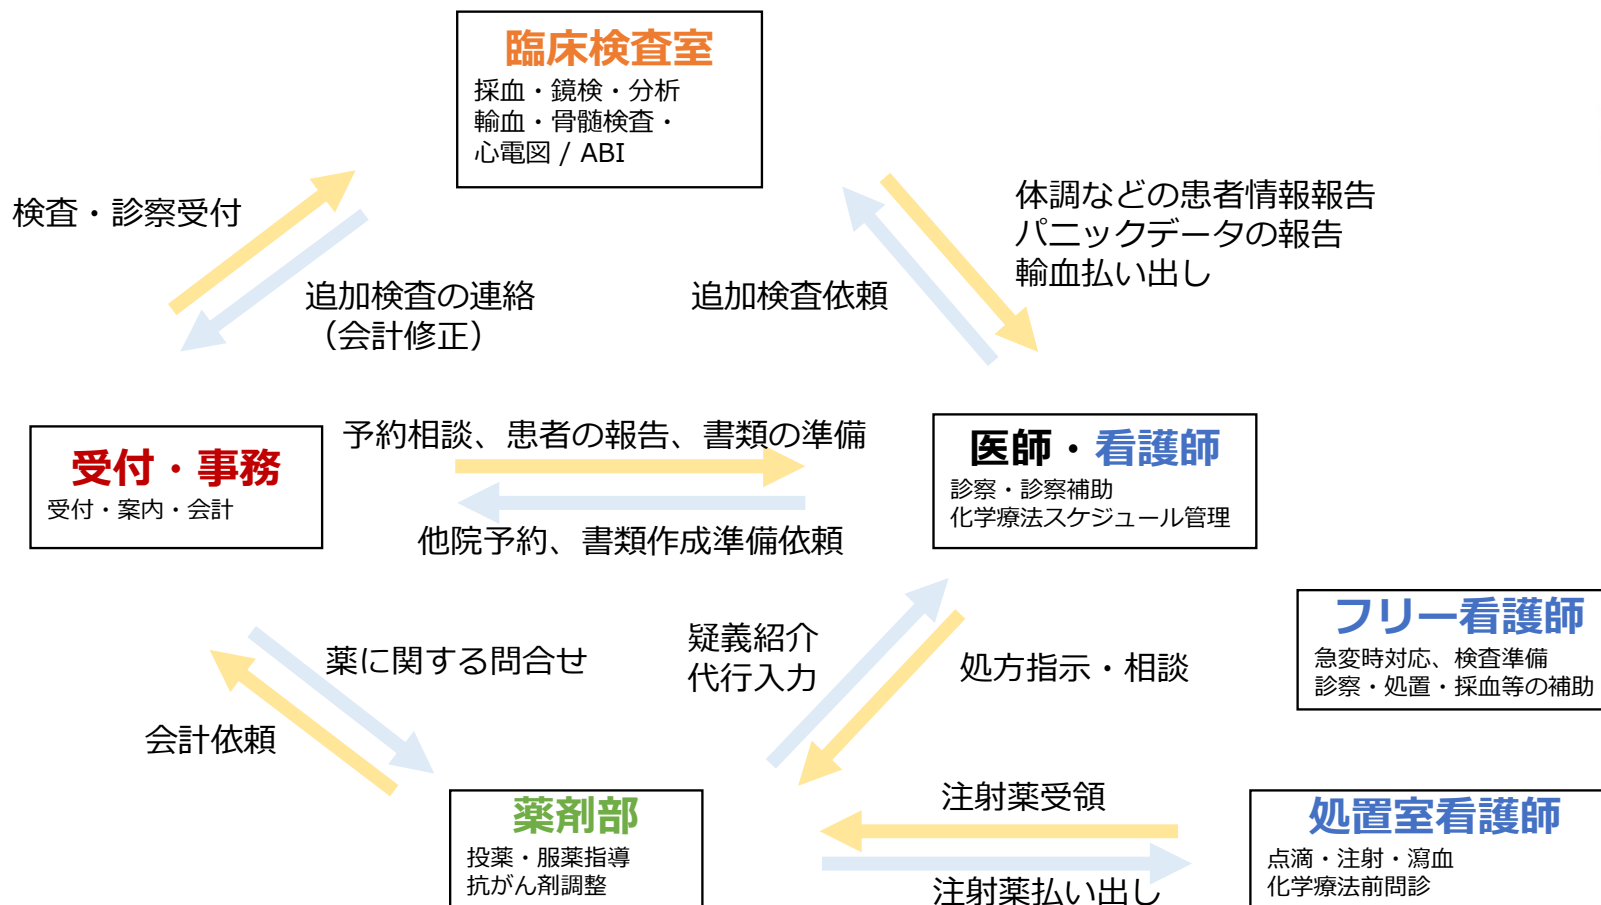 臨床検査室
採血・鏡検・分析
輸血・骨髄検査・
心電図 / ABI
検査・診察受付
追加検査の連絡
（会計修正）
追加検査依頼
体調などの患者情報報告
パニックデータの報告
輸血払い出し
受付・事務
受付・案内・会計
予約相談、患者の報告、書類の準備
他院予約、書類作成準備依頼
医師・看護師
診察・診察補助
化学療法スケジュール管理
フリー看護師
急変時対応、検査準備
診察・処置・採血等の補助
薬に関する問合せ
会計依頼
疑義紹介
代行入力
処方指示・相談
薬剤部
投薬・服薬指導
抗がん剤調整
注射薬受領
注射薬払い出し
処置室看護師
点滴・注射・瀉血
化学療法前問診